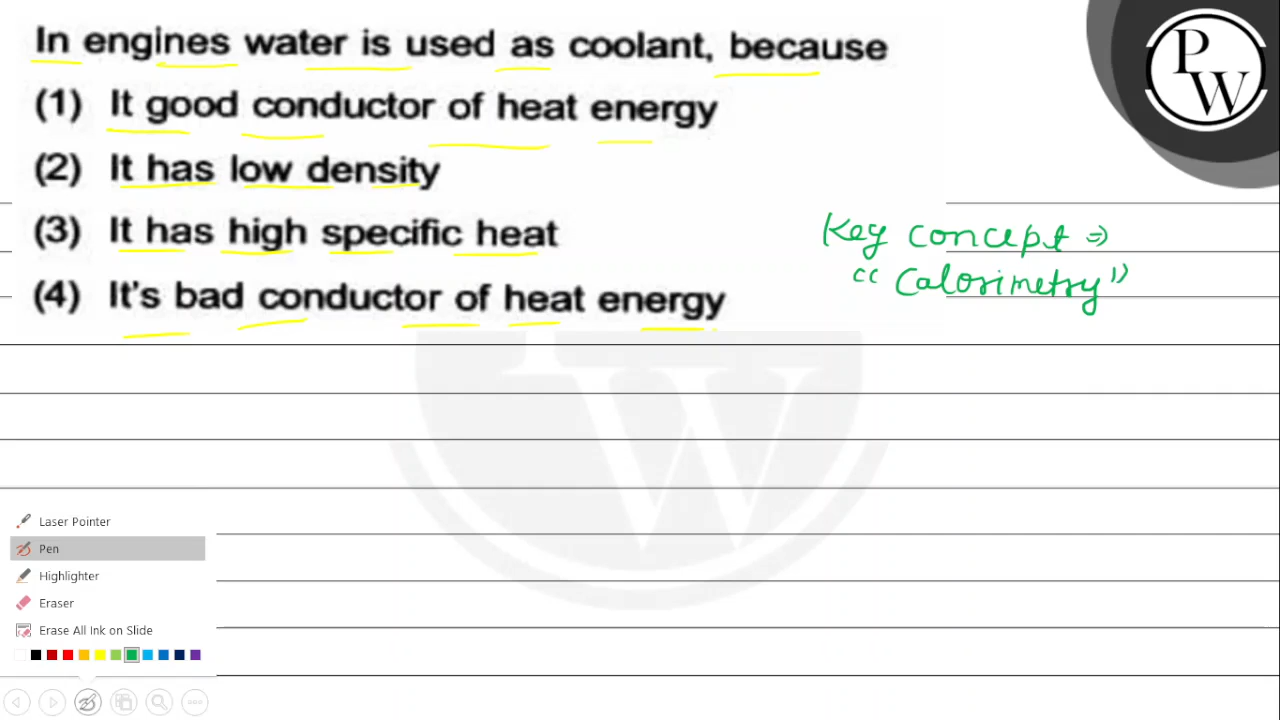 In engines water is used as coolant, because
(1) It good conductor of heat energy
(2) It has low density
(3) It has high specific heat
(4) It's bad conductor of heat energy
Key concept ⇒
“Calorimetry”
P
W
W
Laser Pointer
Pen
Highlighter
Eraser
Erase All Ink on Slide